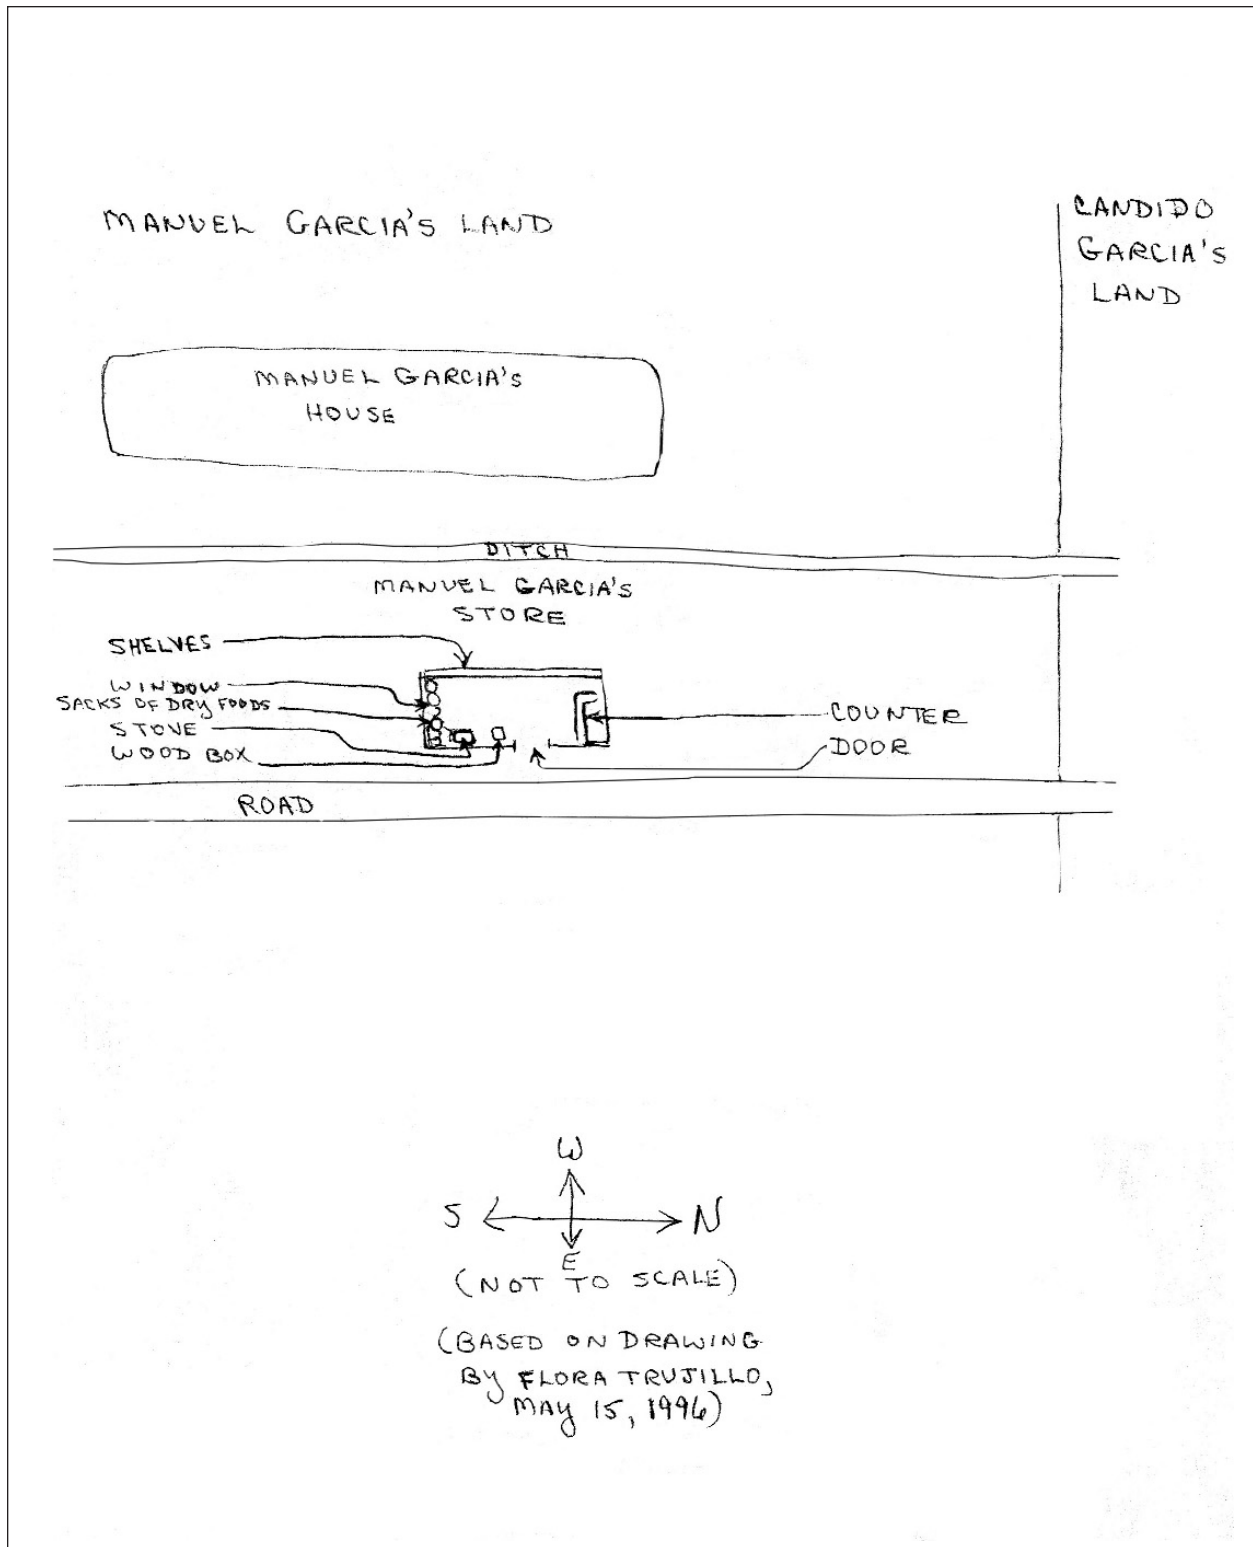 MANUEL GARCIA'S LAND
CANDIDO
GARCIA'S
LAND
MANUEL GARCIA'S
HOUSE
DITCH
MANUEL GARCIA'S
STORE
SHELVES
WINDOW
SACKS OF DRY FOODS
STOVE
WOOD BOX
COUNTER
DOOR
ROAD
W
S
N
E
(NOT TO SCALE)
(BASED ON DRAWING
BY FLORA TRUJILLO,
MAY 15, 1996)